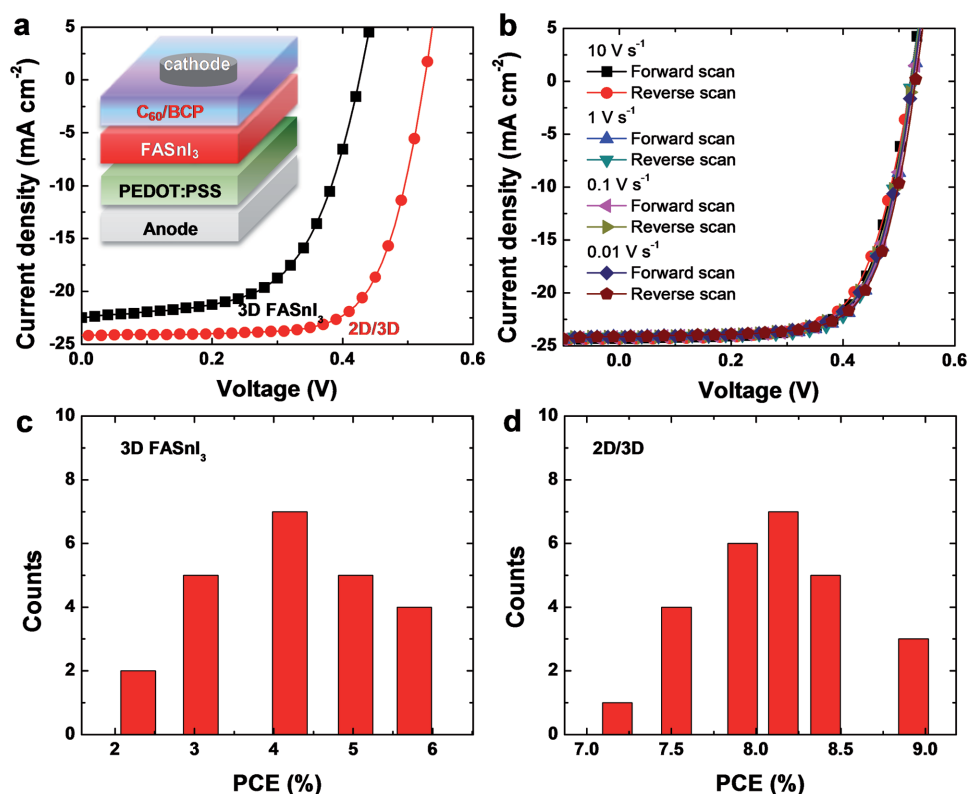 a
5
0
-5
-10
-15
-20
-25
Current density (mA cm⁻²)
cathode
C₆₀/BCP
FASnI₃
PEDOT:PSS
Anode
3D FASnI₃
2D/3D
0.0 0.2 0.4 0.6
Voltage (V)
b
5
0
-5
-10
-15
-20
-25
Current density (mA cm⁻²)
10 V s⁻¹
Forward scan
Reverse scan
1 V s⁻¹
Forward scan
Reverse scan
0.1 V s⁻¹
Forward scan
Reverse scan
0.01 V s⁻¹
Forward scan
Reverse scan
0.0 0.2 0.4 0.6
Voltage (V)
c
10
8
6
4
2
0
Counts
3D FASnI₃
2 3 4 5 6
PCE (%)
d
10
8
6
4
2
0
Counts
2D/3D
7.0 7.5 8.0 8.5 9.0
PCE (%)